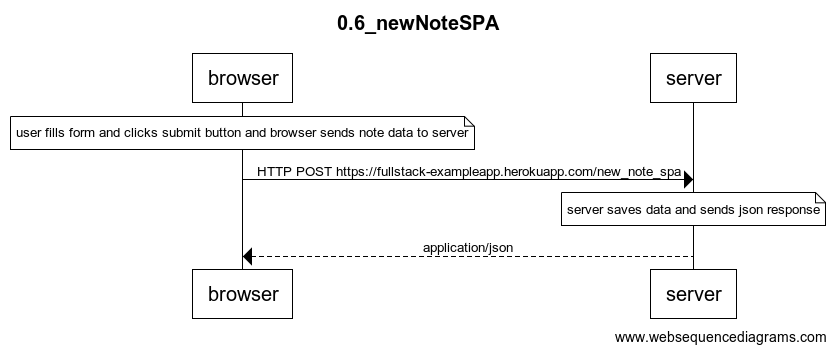 0.6_newNoteSPA
browser
server
user fills form and clicks submit button and browser sends note data to server
HTTP POST https://fullstack-exampleapp.herokuapp.com/new_note_spa
server saves data and sends json response
application/json
browser
server
www.websequencediagrams.com